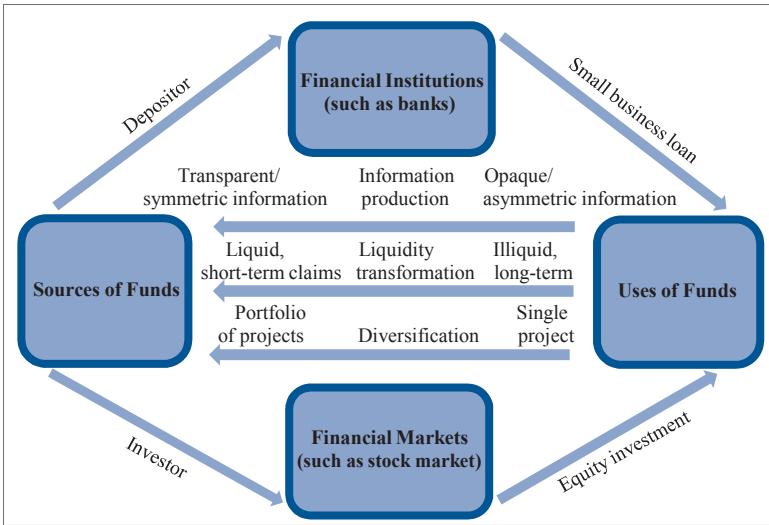 Financial Institutions
(such as banks)
Depositor
Small business loan
Transparent/
symmetric information
Information
production
Opaque/
asymmetric information
Sources of Funds
Liquid,
short-term claims
Liquidity
transformation
Illiquid,
long-term
Uses of Funds
Portfolio
of projects
Diversification
Single
project
Investor
Financial Markets
(such as stock market)
Equity investment